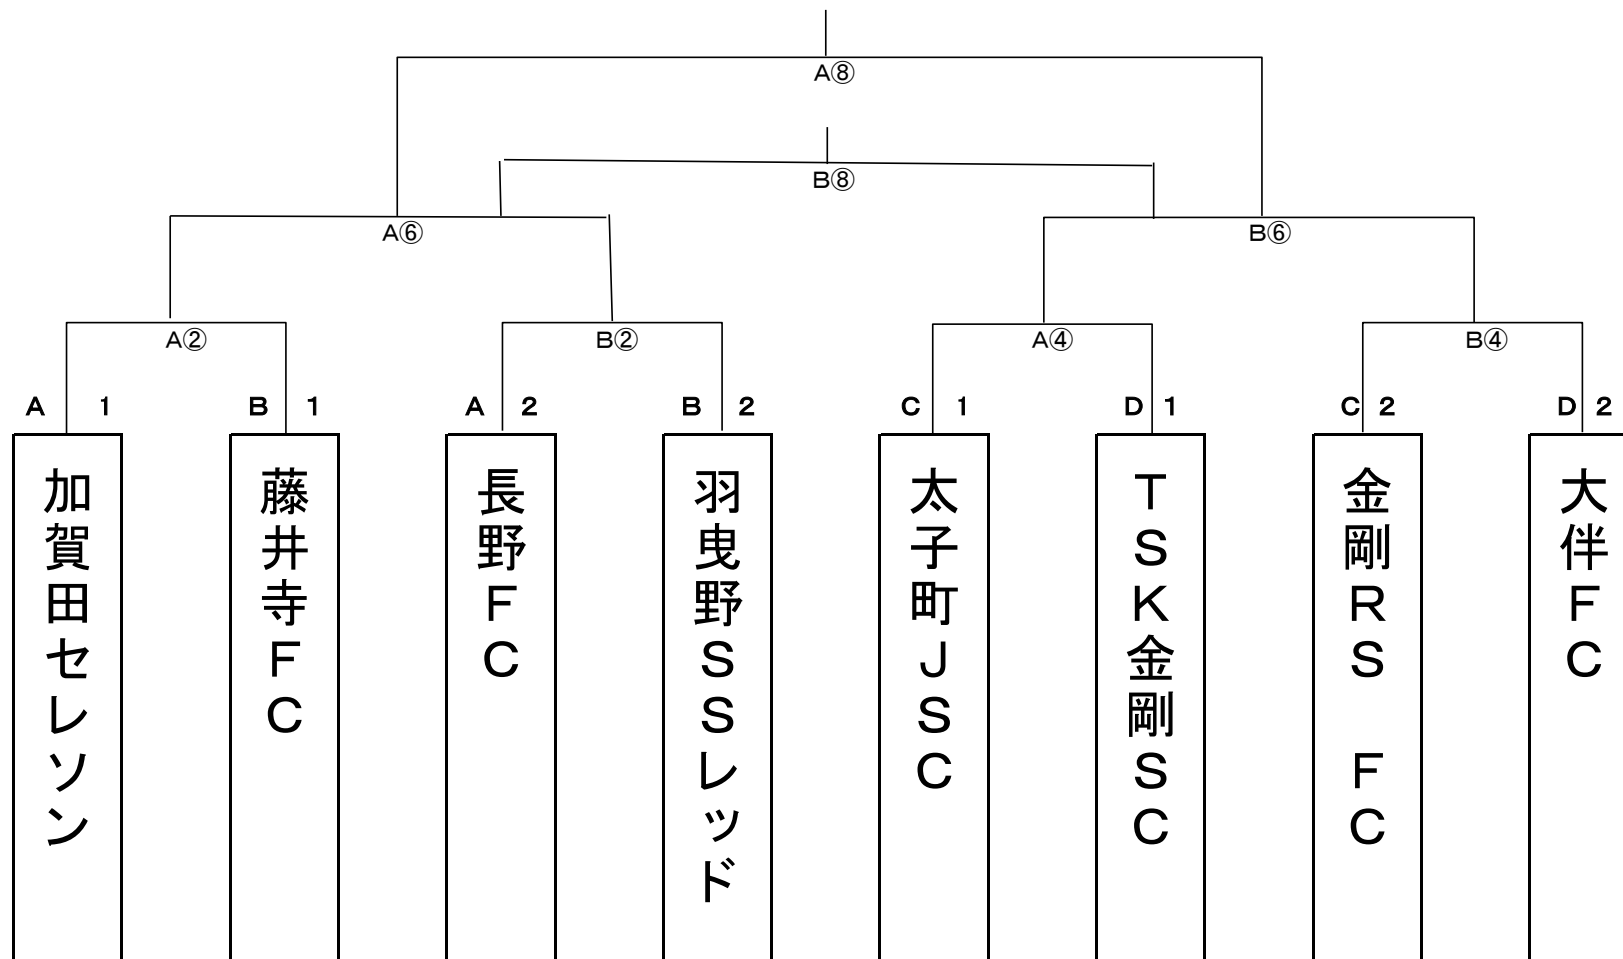 A⑧
B⑧
A⑥
B⑥
A②
B②
A④
B④
A 1
B 1
A 2
B 2
C 1
D 1
C 2
D 2
加賀田セレソン
藤井寺FC
長野FC
羽曳野SSレッド
太子町JSC
TSK金剛SC
金剛RS FC
大伴FC